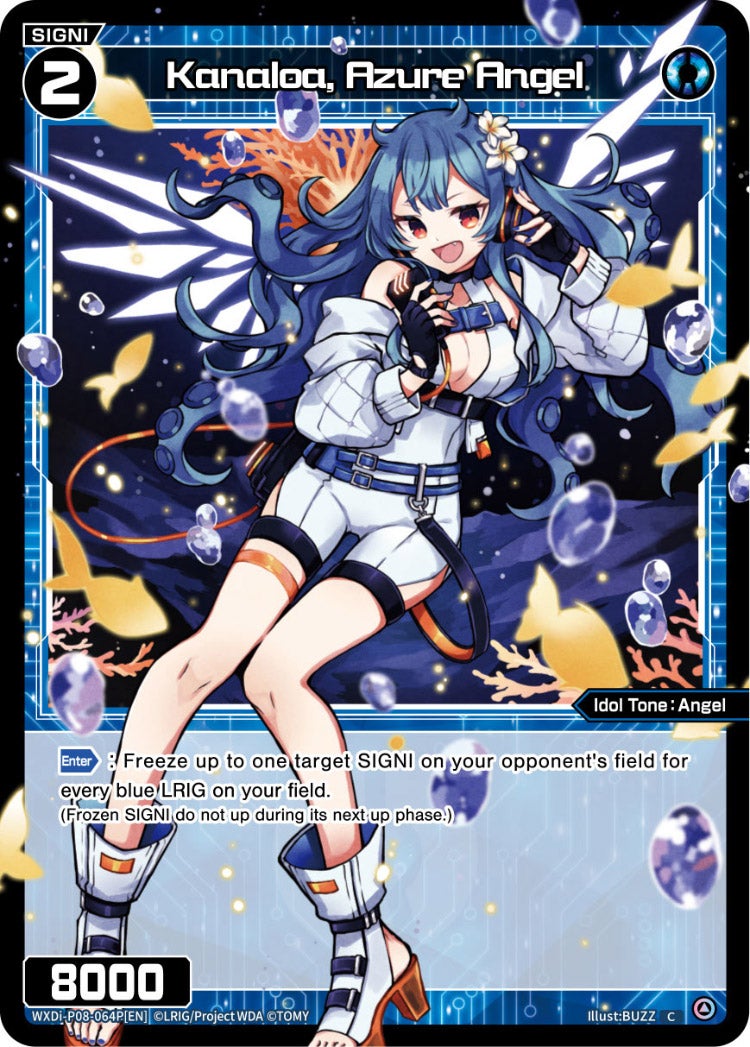 SIGNI
2
Kanaloa, Azure Angel
Idol Tone:Angel
Enter : Freeze up to one target SIGNI on your opponent's field for
every blue LRIG on your field.
(Frozen SIGNI do not up during its next up phase.)
8000
WXDi-P08-064P[EN] ©LRIG/Project WDA ©TOMY
Illust:BUZZ C